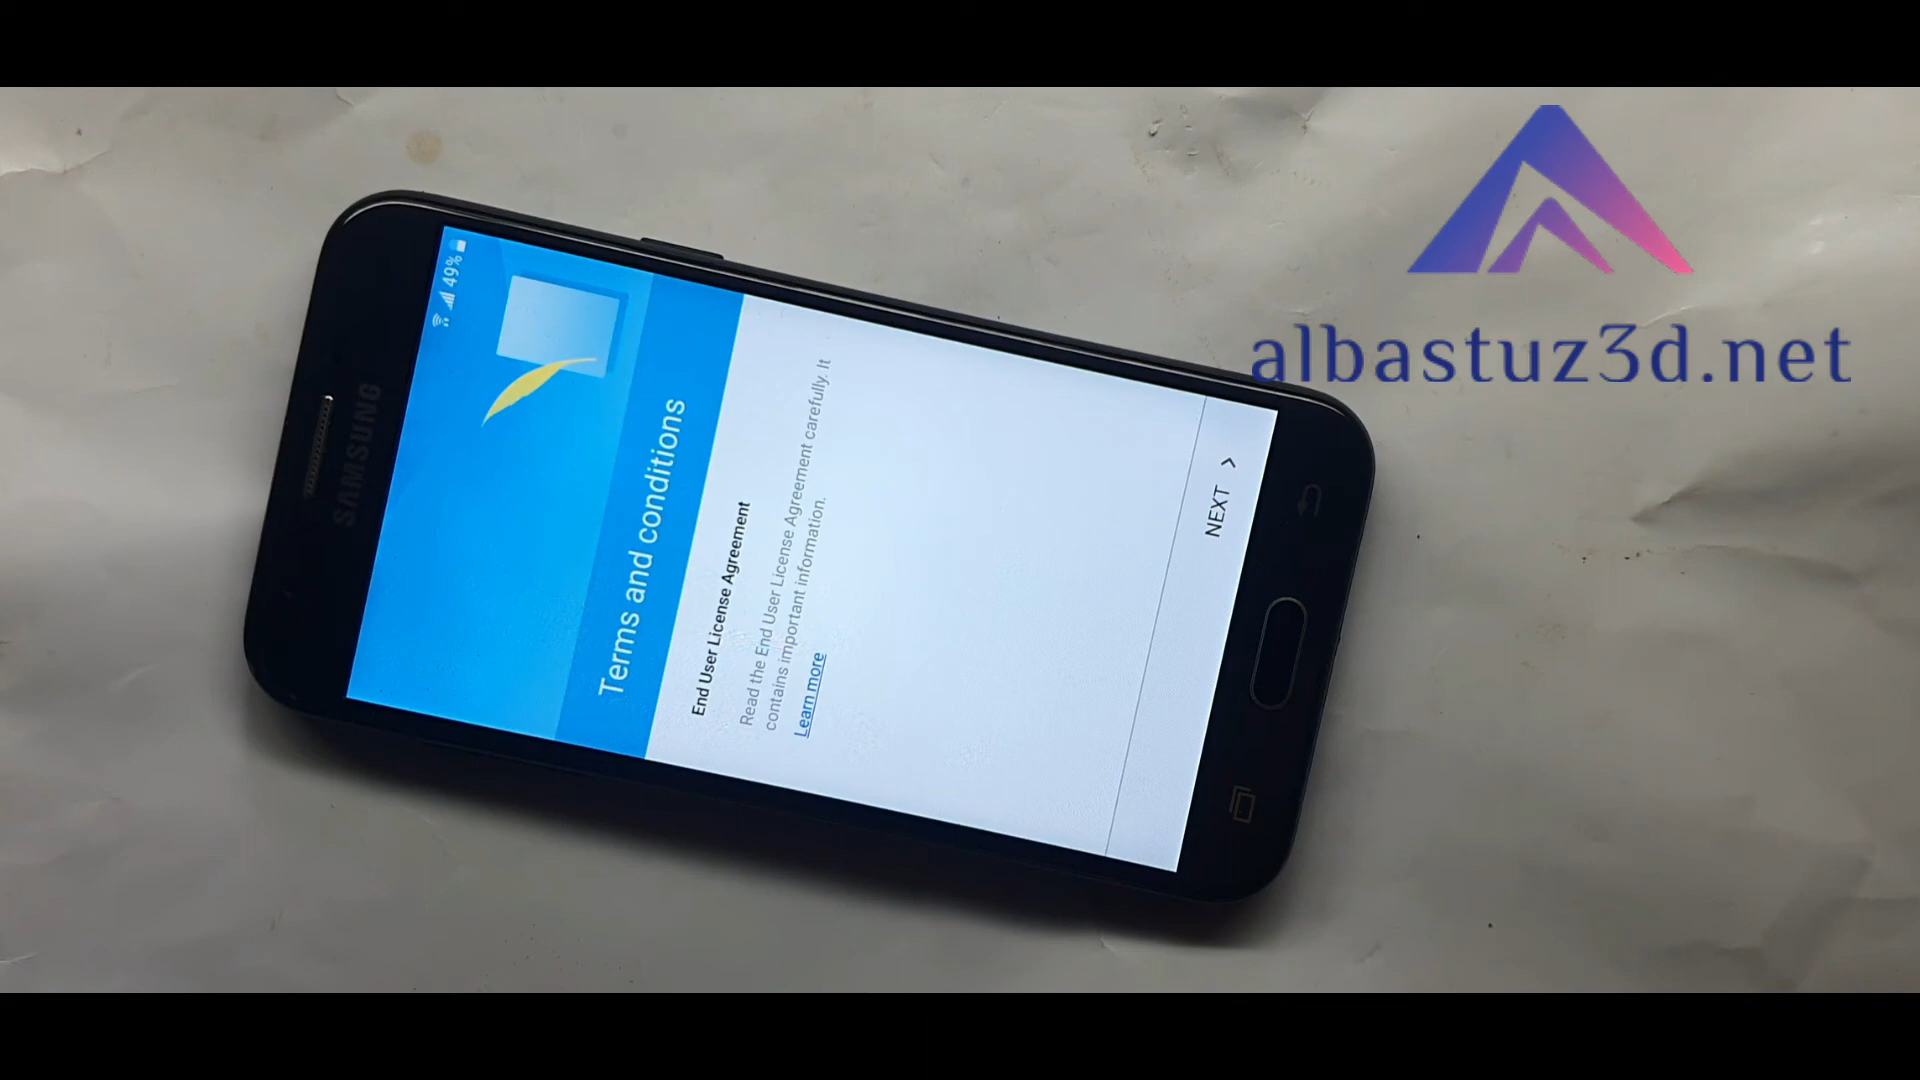 SAMSUNG
49%
Terms and conditions
End User License Agreement
Read the End User License Agreement carefully. It
contains important information.
Learn more
NEXT >
albastuz3d.net